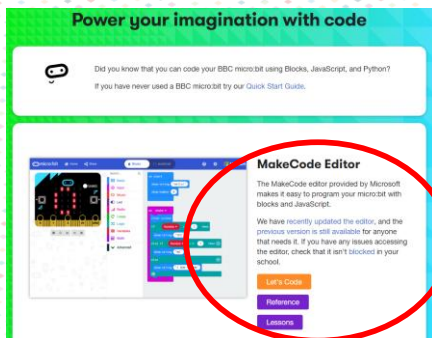 Power your imagination with code
Did you know that you can code your BBC micro:bit using Blocks, JavaScript, and Python?
If you have never used a BBC micro:bit try our Quick Start Guide.
MakeCode Editor
The MakeCode editor provided by Microsoft
makes it easy to program your micro:bit with
blocks and JavaScript.
We have recently updated the editor, and the
previous version is still available for anyone
that needs it. If you have any issues accessing
the editor, check that it isn't blocked in your
school.
Let's Code
Reference
Lessons